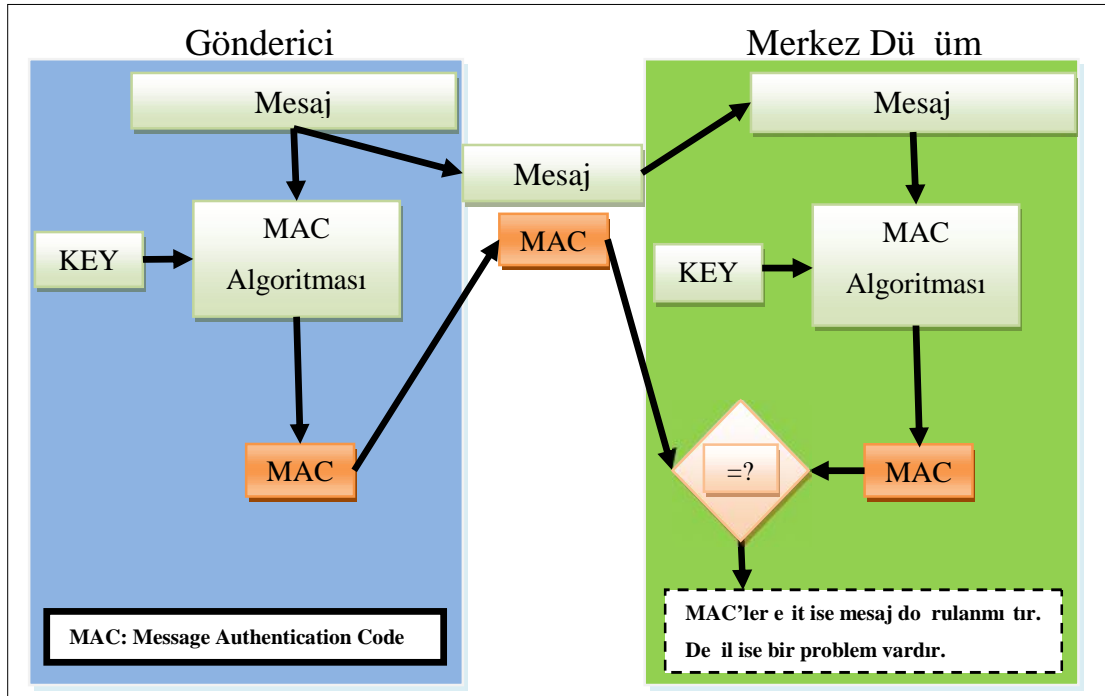 Gönderici
Merkez Dü üm
Mesaj
Mesaj
Mesaj
MAC
Algoritması
KEY
MAC
MAC
Algoritması
KEY
MAC
=?
MAC
MAC: Message Authentication Code
MAC’ler e it ise mesaj do rulanmı tır.
De il ise bir problem vardır.